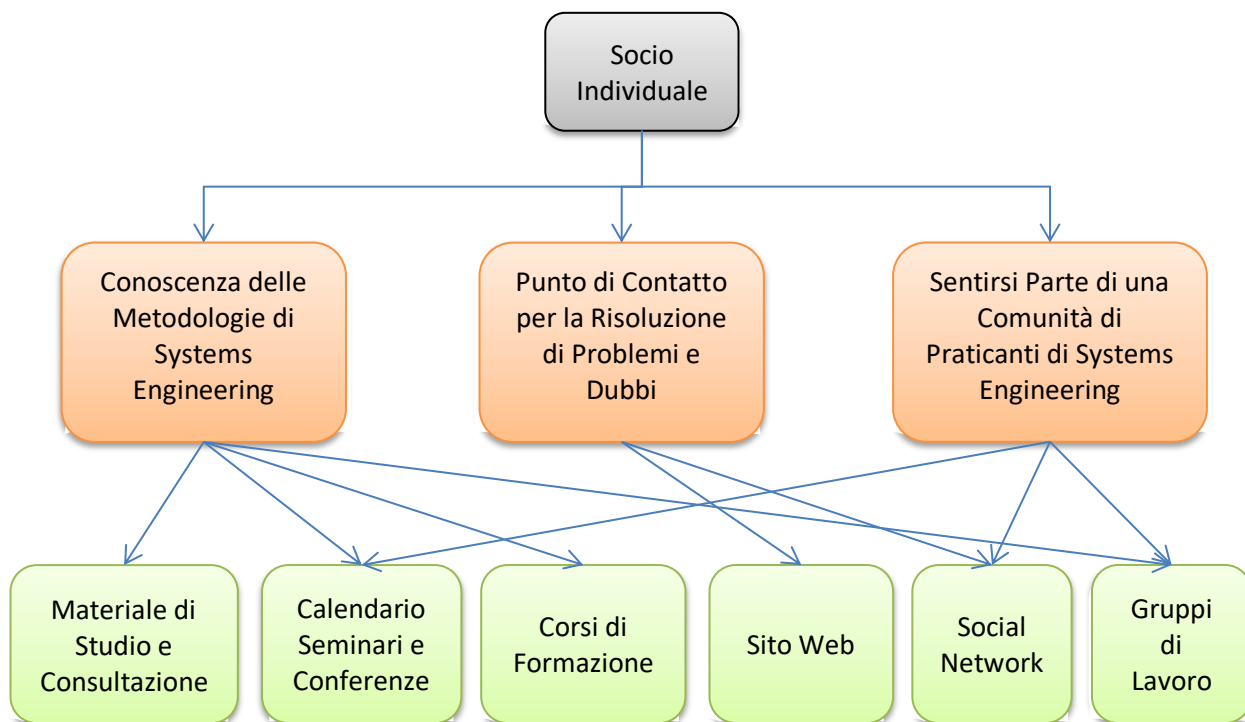 Socio
Individuale
Conoscenza delle
Metodologie di
Systems
Engineering
Punto di Contatto
per la Risoluzione
di Problemi e
Dubbi
Sentirsi Parte di una
Comunità di
Praticanti di Systems
Engineering
Materiale di
Studio e
Consultazione
Calendario
Seminari e
Conferenze
Corsi di
Formazione
Sito Web
Social
Network
Gruppi
di
Lavoro